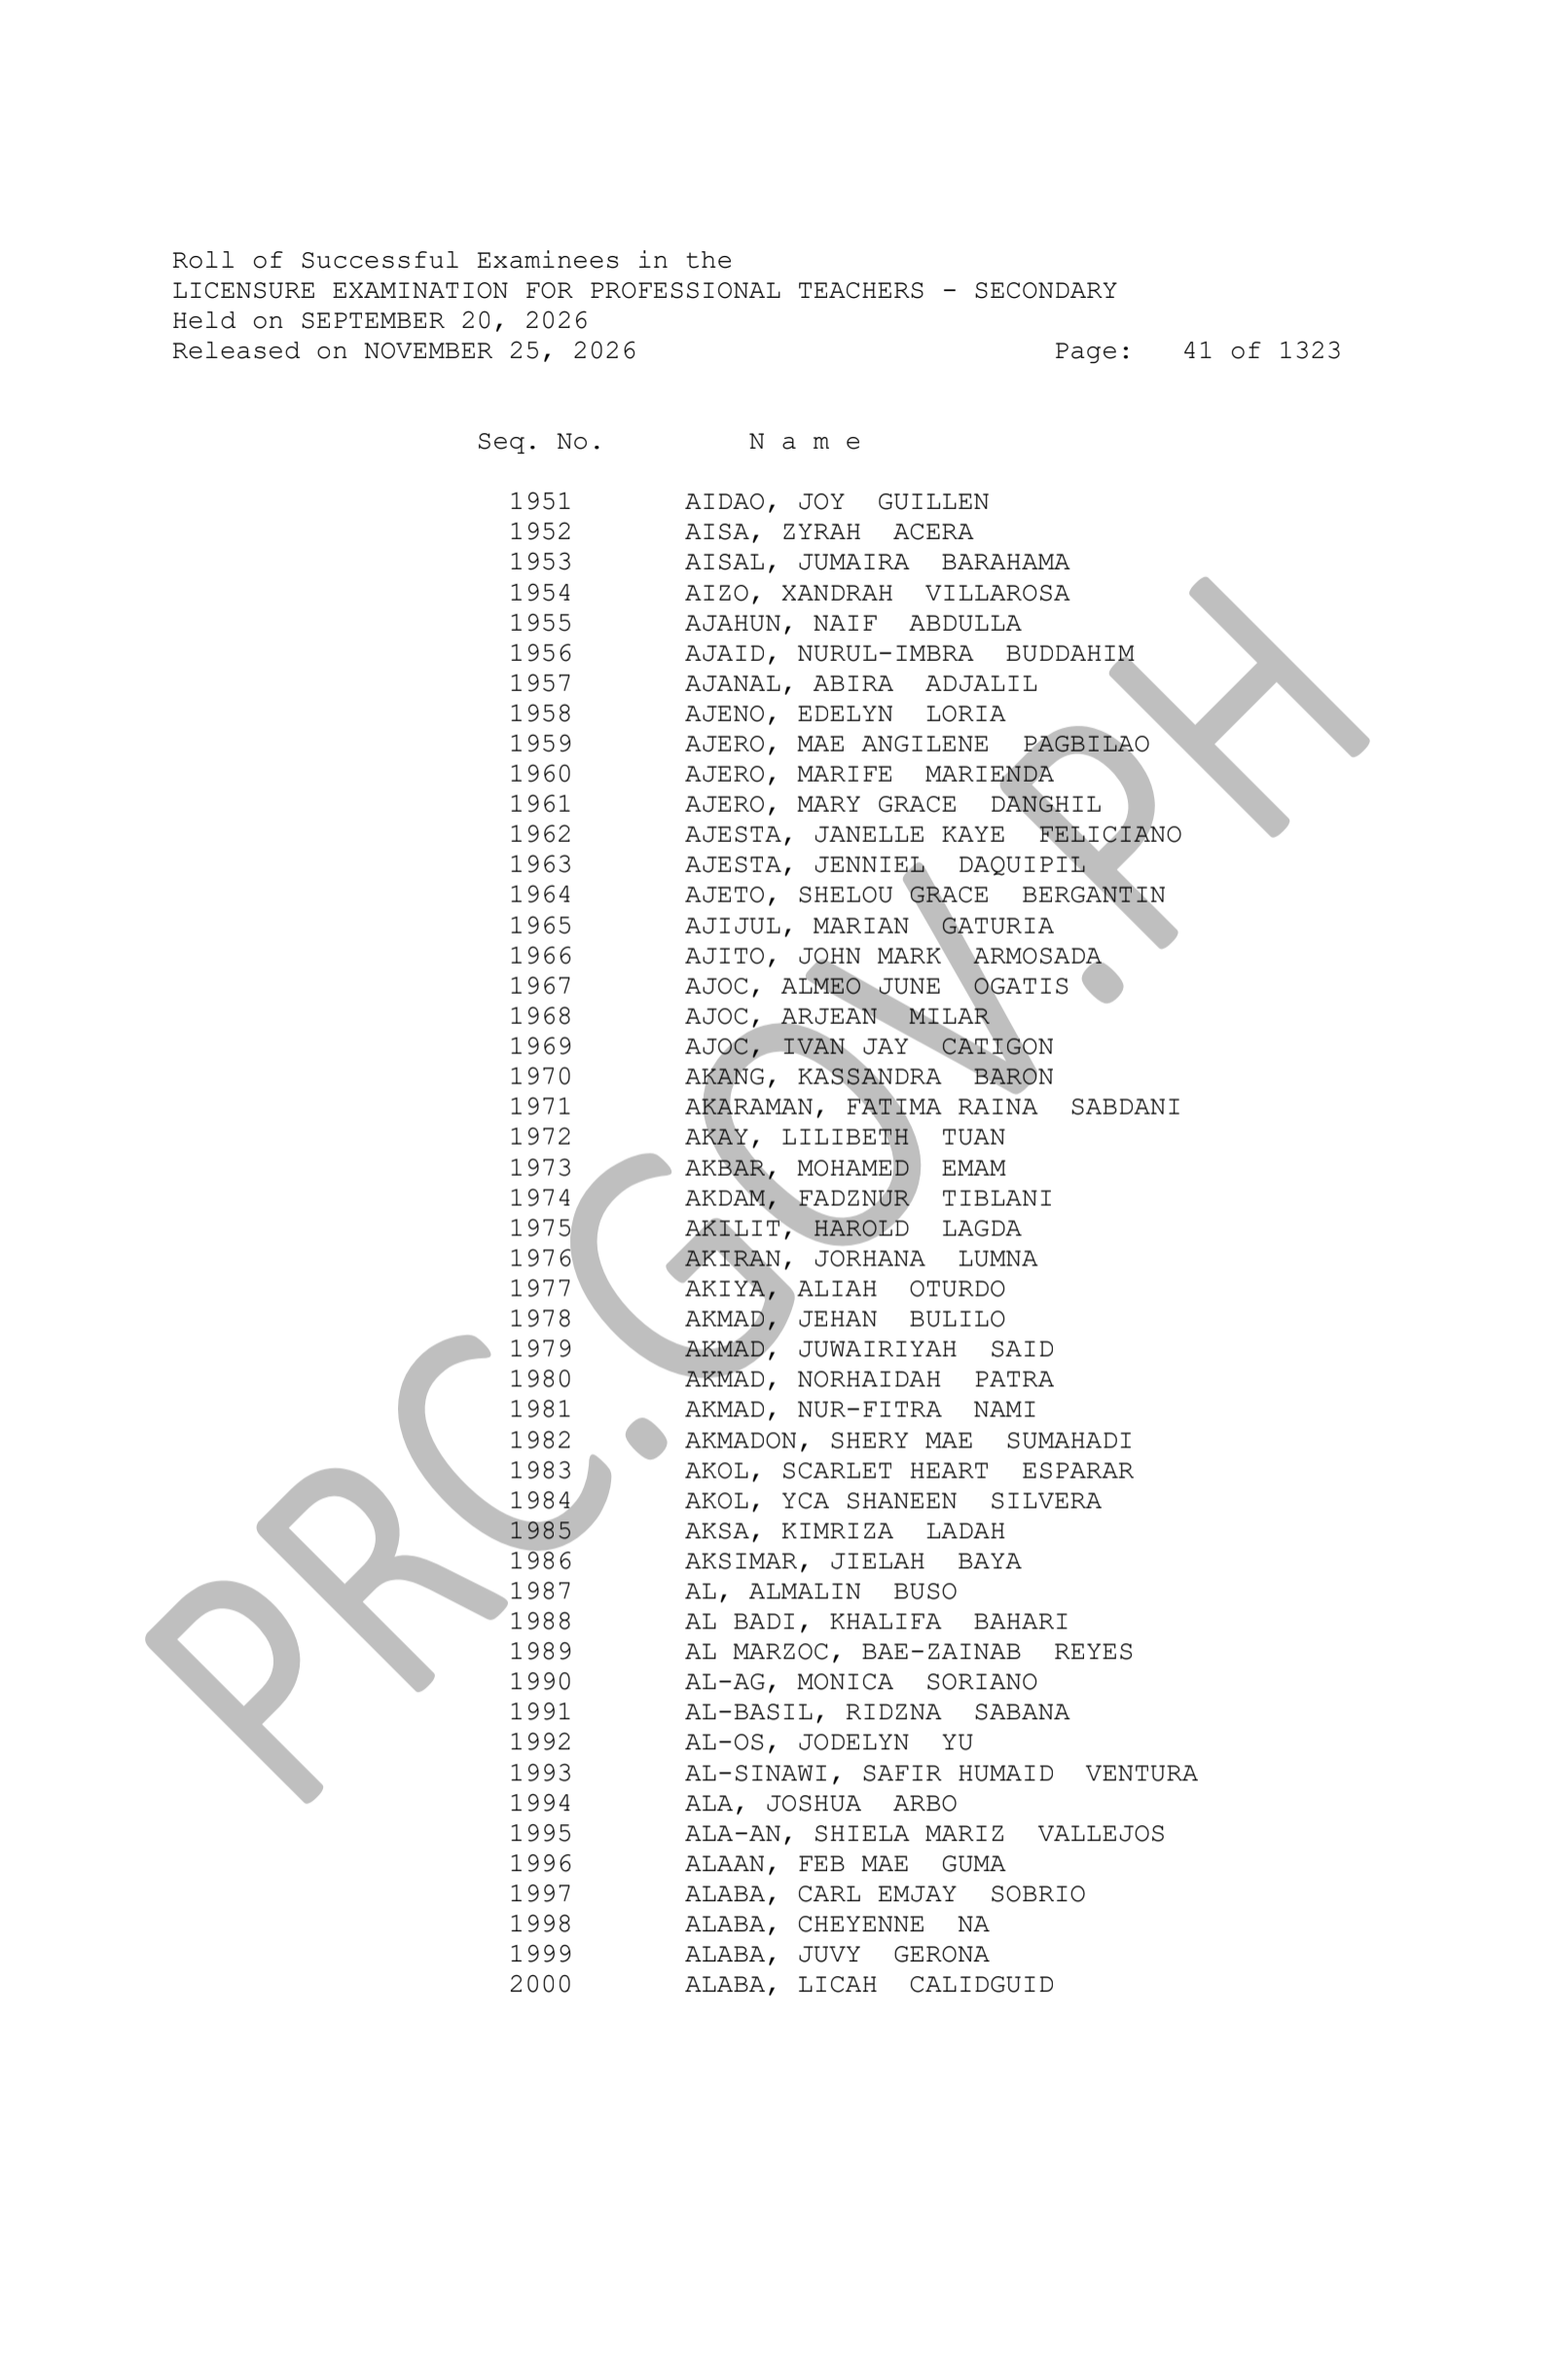 Roll of Successful Examinees in the
LICENSURE EXAMINATION FOR PROFESSIONAL TEACHERS - SECONDARY
Held on SEPTEMBER 20, 2026
Released on NOVEMBER 25, 2026 Page: 41 of 1323
Seq. No. N a m e
1951 AIDAO, JOY GUILLEN
1952 AISA, ZYRAH ACERA
1953 AISAL, JUMAIRA BARAHAMA
1954 AIZO, XANDRAH VILLAROSA
1955 AJAHUN, NAIF ABDULLA
1956 AJAID, NURUL-IMBRA BUDDAHIM
1957 AJANAL, ABIRA ADJALIL
1958 AJENO, EDELYN LORIA
1959 AJERO, MAE ANGILENE PAGBILAO
1960 AJERO, MARIFE MARIENDA
1961 AJERO, MARY GRACE DANGHIL
1962 AJESTA, JANELLE KAYE FELICIANO
1963 AJESTA, JENNIEL DAQUIPIL
1964 AJETO, SHELOU GRACE BERGANTIN
1965 AJIJUL, MARIAN GATURIA
1966 AJITO, JOHN MARK ARMOSADA
1967 AJOC, ALMEO JUNE OGATIS
1968 AJOC, ARJEAN MILAR
1969 AJOC, IVAN JAY CATIGON
1970 AKANG, KASSANDRA BARON
1971 AKARAMAN, FATIMA RAINA SABDANI
1972 AKAY, LILIBETH TUAN
1973 AKBAR, MOHAMED EMAM
1974 AKDAM, FADZNUR TIBLANI
1975 AKILIT, HAROLD LAGDA
1976 AKIRAN, JORHANA LUMNA
1977 AKIYA, ALIAH OTURDO
1978 AKMAD, JEHAN BULILO
1979 AKMAD, JUWAIRIYAH SAID
1980 AKMAD, NORHAIDAH PATRA
1981 AKMAD, NUR-FITRA NAMI
1982 AKMADON, SHERY MAE SUMAHADI
1983 AKOL, SCARLET HEART ESPARAR
1984 AKOL, YCA SHANEEN SILVERA
1985 AKSA, KIMRIZA LADAH
1986 AKSIMAR, JIELAH BAYA
1987 AL, ALMALIN BUSO
1988 AL BADI, KHALIFA BAHARI
1989 AL MARZOC, BAE-ZAINAB REYES
1990 AL-AG, MONICA SORIANO
1991 AL-BASIL, RIDZNA SABANA
1992 AL-OS, JODELYN YU
1993 AL-SINAWI, SAFIR HUMAID VENTURA
1994 ALA, JOSHUA ARBO
1995 ALA-AN, SHIELA MARIZ VALLEJOS
1996 ALAAN, FEB MAE GUMA
1997 ALABA, CARL EMJAY SOBRIO
1998 ALABA, CHEYENNE NA
1999 ALABA, JUVY GERONA
2000 ALABA, LICAH CALIDGUID
PRC.GOV.PH